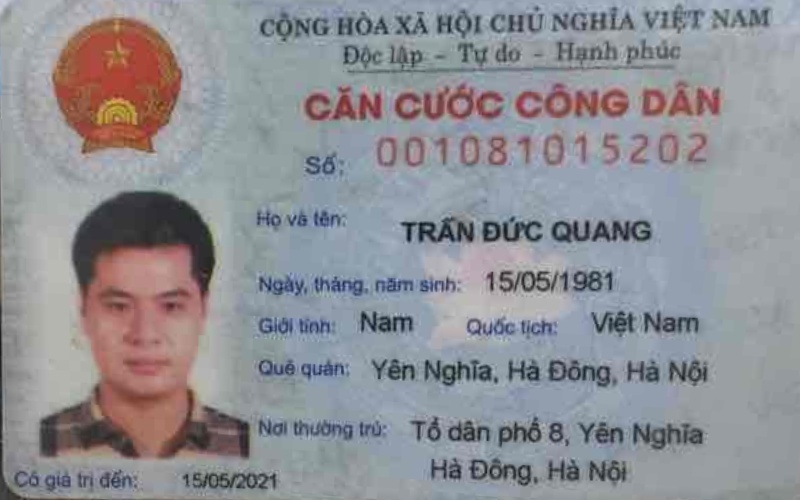 CỘNG HÒA XÃ HỘI CHỦ NGHĨA VIỆT NAM
Độc lập - Tự do - Hạnh phúc
CĂN CƯỚC CÔNG DÂN
Số: 001081015202
Họ và tên: TRẦN ĐỨC QUANG
Ngày, tháng, năm sinh: 15/05/1981
Giới tính: Nam Quốc tịch: Việt Nam
Quê quán: Yên Nghĩa, Hà Đông, Hà Nội
Nơi thường trú: Tổ dân phố 8, Yên Nghĩa
Hà Đông, Hà Nội
Có giá trị đến: 15/05/2021